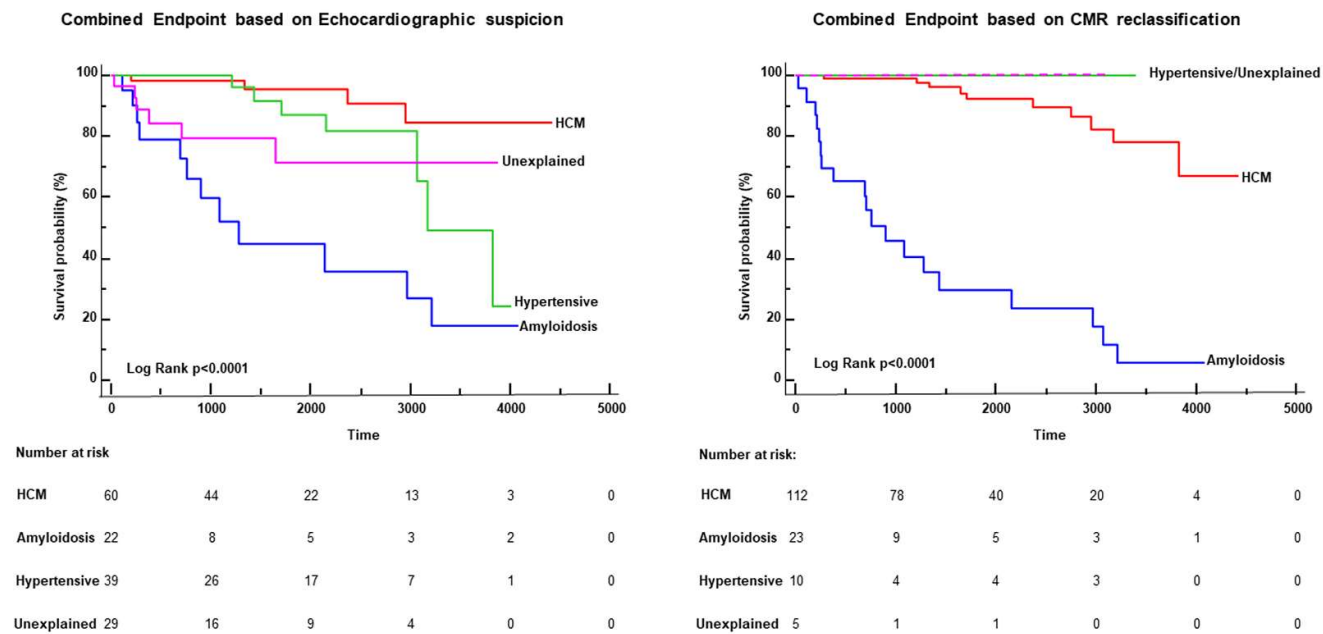 Combined Endpoint based on Echocardiographic suspicion
100
80
60
40
20
0
Survival probability (%)
HCM
Unexplained
Hypertensive
Amyloidosis
Log Rank p<0.0001
0 1000 2000 3000 4000 5000
Time
Number at risk
HCM 60 44 22 13 3 0
Amyloidosis 22 8 5 3 2 0
Hypertensive 39 26 17 7 1 0
Unexplained 29 16 9 4 0 0
Combined Endpoint based on CMR reclassification
100
80
60
40
20
0
Survival probability (%)
Hypertensive/Unexplained
HCM
Amyloidosis
Log Rank p<0.0001
0 1000 2000 3000 4000 5000
Time
Number at risk:
HCM 112 78 40 20 4 0
Amyloidosis 23 9 5 3 1 0
Hypertensive 10 4 4 3 0 0
Unexplained 5 1 1 0 0 0